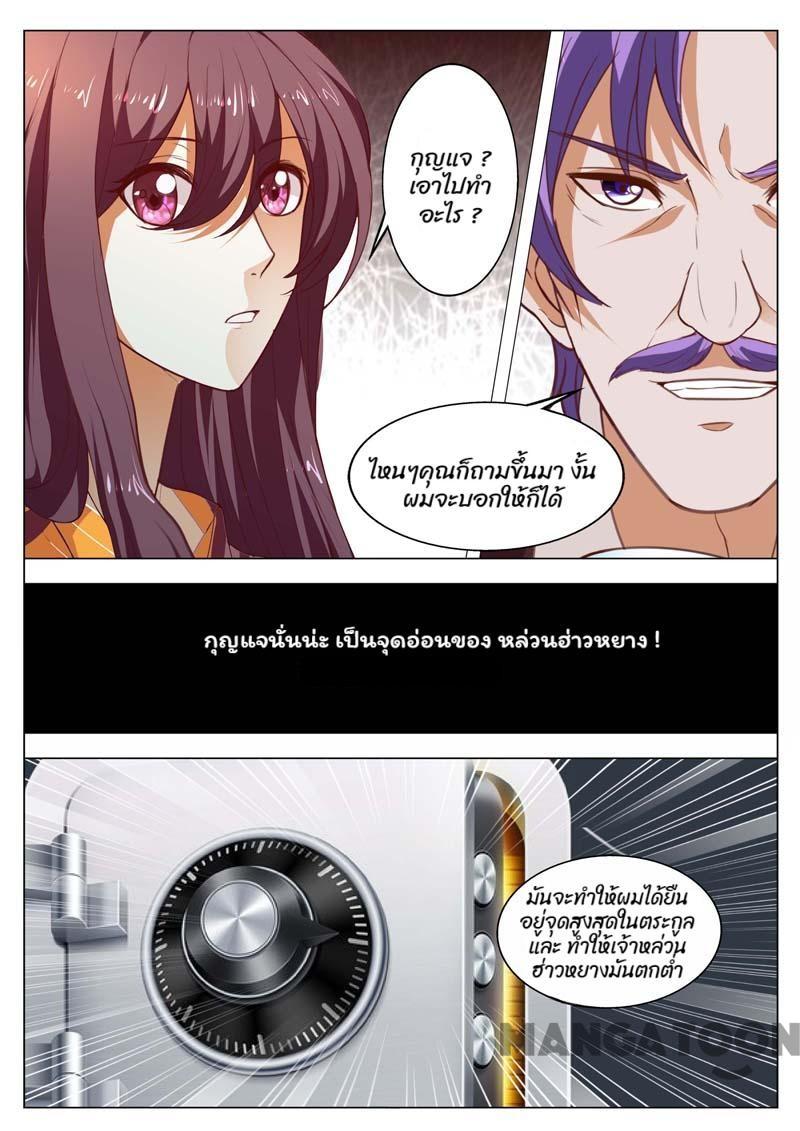 กุญแจ ?
เอาไปทำ
อะไร ?
ไหนๆคุณก็ถามขึ้นมา งั้น
ผมจะบอกให้ก็ได้
กุญแจนั่นน่ะ เป็นจุดอ่อนของ หล่วนฮ่าวหยาง !
มันจะทำให้ผมได้ยืน
อยู่จุดสูงสุดในตระกูล
และ ทำให้เจ้าหล่วน
ฮ่าวหยางมันตกต่ำ
MANGATOON